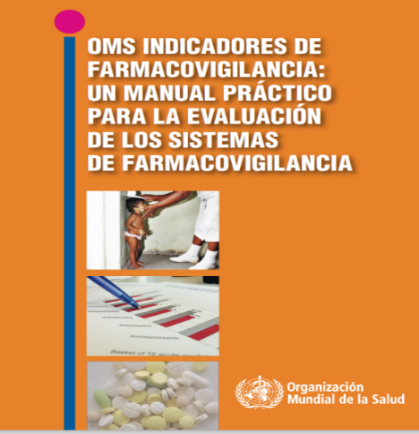 OMS INDICADORES DE
FARMACOVIGILANCIA:
UN MANUAL PRÁCTICO
PARA LA EVALUACIÓN
DE LOS SISTEMAS
DE FARMACOVIGILANCIA
Organización
Mundial de la Salud